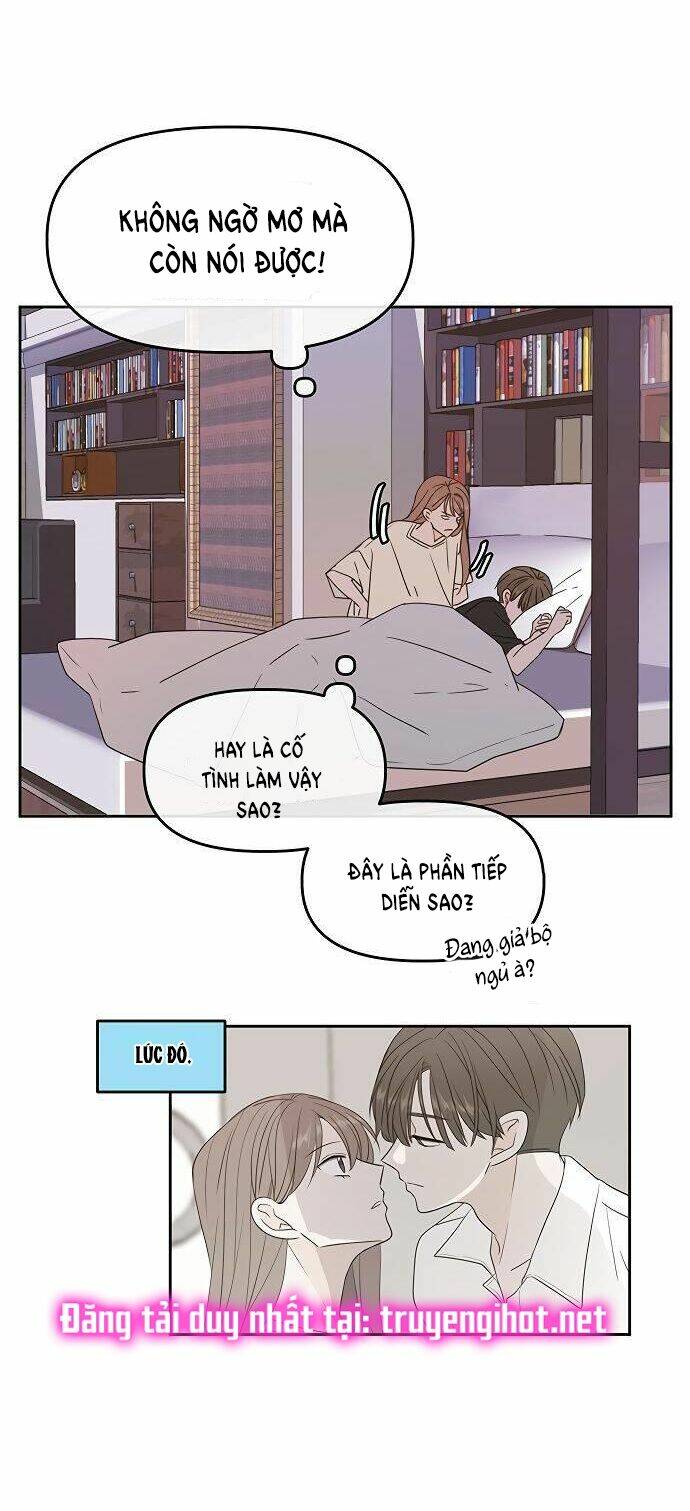 KHÔNG NGỜ MƠ MÀ
CÒN NÓI ĐƯỢC!
HAY LÀ CỐ
TÌNH LÀM VẬY
SAO?
ĐÂY LÀ PHẦN TIẾP
DIỄN SAO?
Đang giả bộ
ngủ à?
LÚC ĐÓ.
Đăng tải duy nhất tại: truyengihot.net